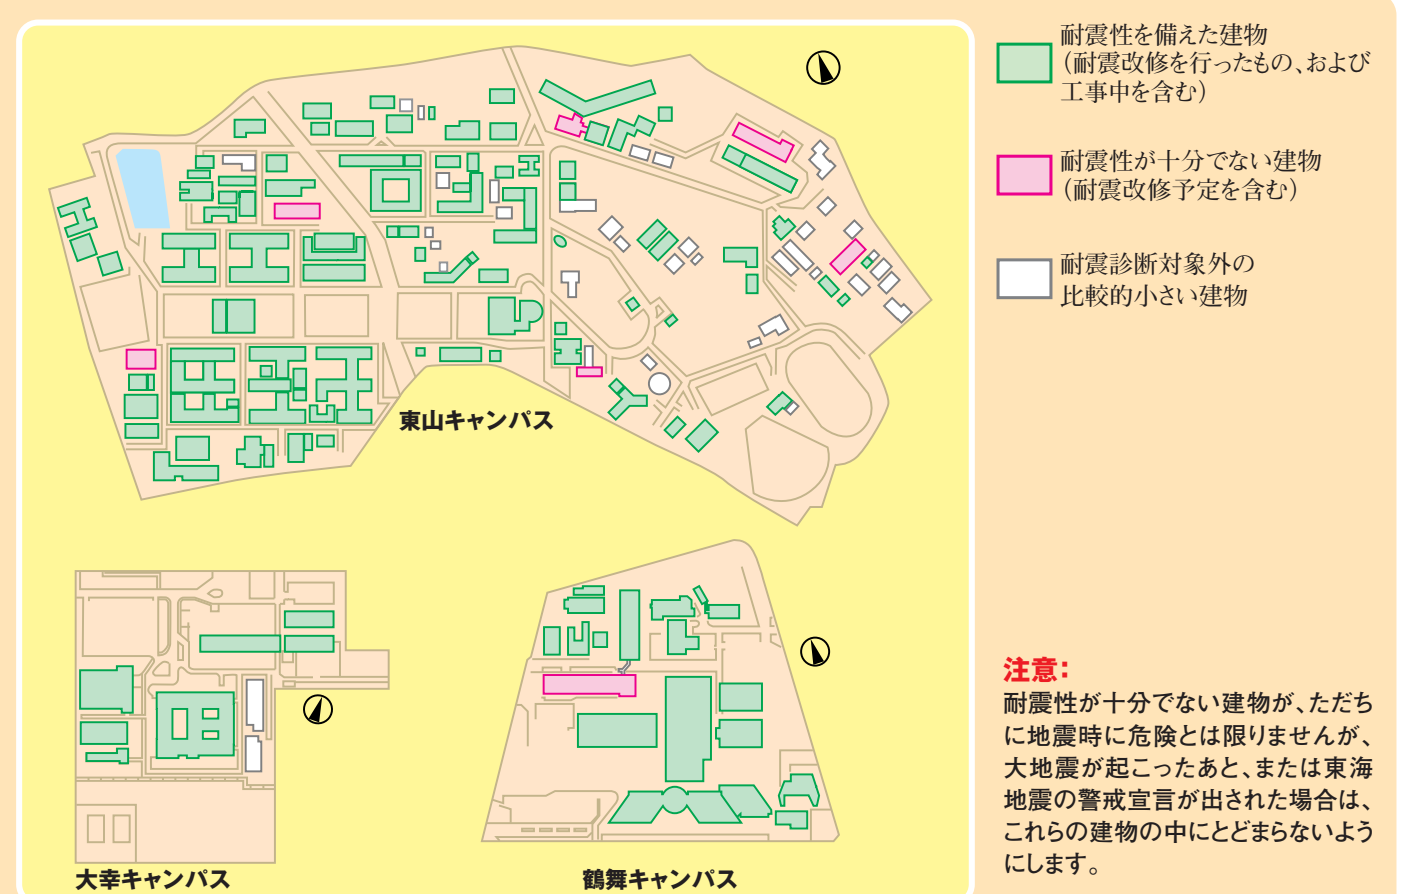 耐震性を備えた建物
（耐震改修を行ったもの、および
工事中を含む）
耐震性が十分でない建物
（耐震改修予定を含む）
耐震診断対象外の
比較的小さい建物
東山キャンパス
大幸キャンパス
鶴舞キャンパス
注意：
耐震性が十分でない建物が、ただち
に地震時に危険とは限りませんが、
大地震が起こったあと、または東海
地震の警戒宣言が出された場合は、
これらの建物の中にとどまらないよう
にします。